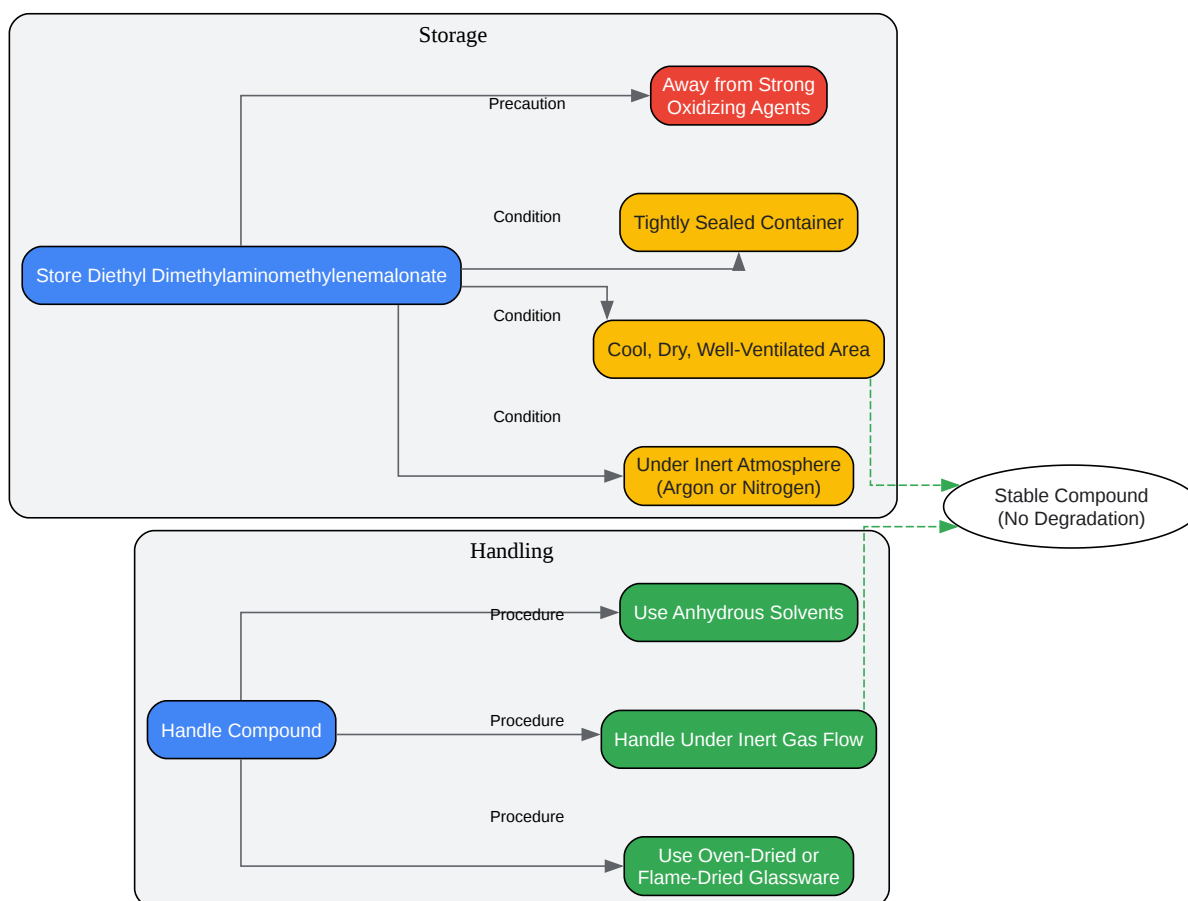 Storage
Precaution
Away from Strong
Oxidizing Agents
Condition
Tightly Sealed Container
Store Diethyl Dimethylaminomethylenemalonate
Condition
Cool, Dry, Well-Ventilated Area
Condition
Under Inert Atmosphere
(Argon or Nitrogen)
Stable Compound
(No Degradation)
Handling
Procedure
Use Anhydrous Solvents
Handle Compound
Procedure
Handle Under Inert Gas Flow
Procedure
Use Oven-Dried or
Flame-Dried Glassware